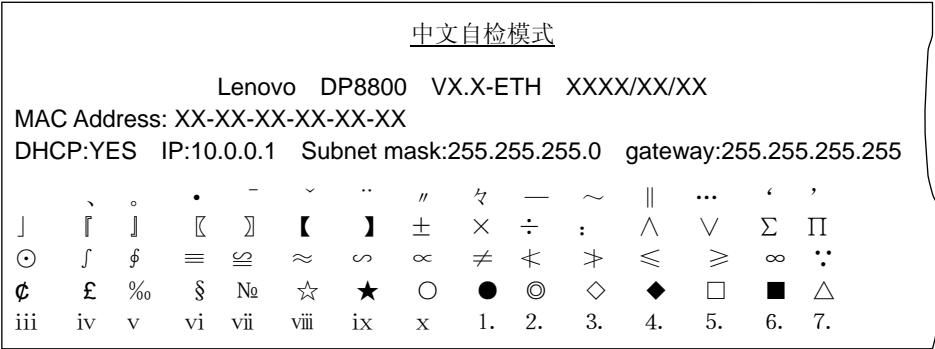 中文自检模式
Lenovo DP8800 VX.X-ETH XXXX/XX/XX
MAC Address: XX-XX-XX-XX-XX-XX
DHCP:YES IP:10.0.0.1 Subnet mask:255.255.255.0 gateway:255.255.255.255
、 。 • ˉ ˇ ¨ 〃 々 — ～ ‖ … ‘ ’
」 『 』 〖 〗 【 】 ± × ÷ ∶ ∧ ∨ ∑ ∏
⊙ ∫ ∮ ≡ ≌ ≈ ∽ ∝ ≠ ≮ ≯ ≤ ≥ ∞ ∵
¢ £ ‰ § № ☆ ★ ○ ● ◎ ◇ ◆ □ ■ △
ⅲ ⅳ ⅴ ⅵ ⅶ ⅷ ⅸ ⅹ ⒈ ⒉ ⒊ ⒋ ⒌ ⒍ ⒎